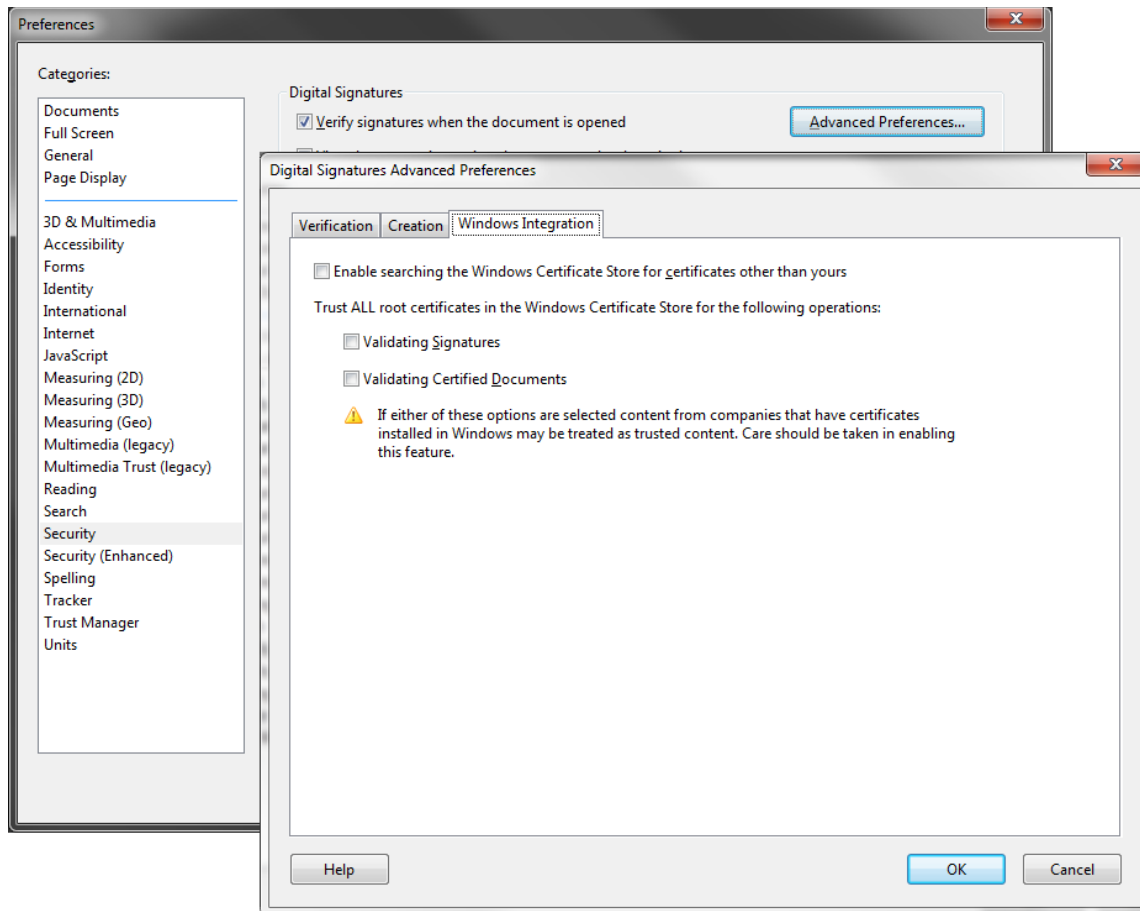 Preferences
Categories:
Documents
Full Screen
General
Page Display
3D & Multimedia
Accessibility
Forms
Identity
International
Internet
JavaScript
Measuring (2D)
Measuring (3D)
Measuring (Geo)
Multimedia (legacy)
Multimedia Trust (legacy)
Reading
Search
Security
Security (Enhanced)
Spelling
Tracker
Trust Manager
Units
Digital Signatures
Verify signatures when the document is opened
Advanced Preferences...
Digital Signatures Advanced Preferences
Verification
Creation
Windows Integration
Enable searching the Windows Certificate Store for certificates other than yours
Trust ALL root certificates in the Windows Certificate Store for the following operations:
Validating Signatures
Validating Certified Documents
If either of these options are selected content from companies that have certificates
installed in Windows may be treated as trusted content. Care should be taken in enabling
this feature.
Help
OK
Cancel